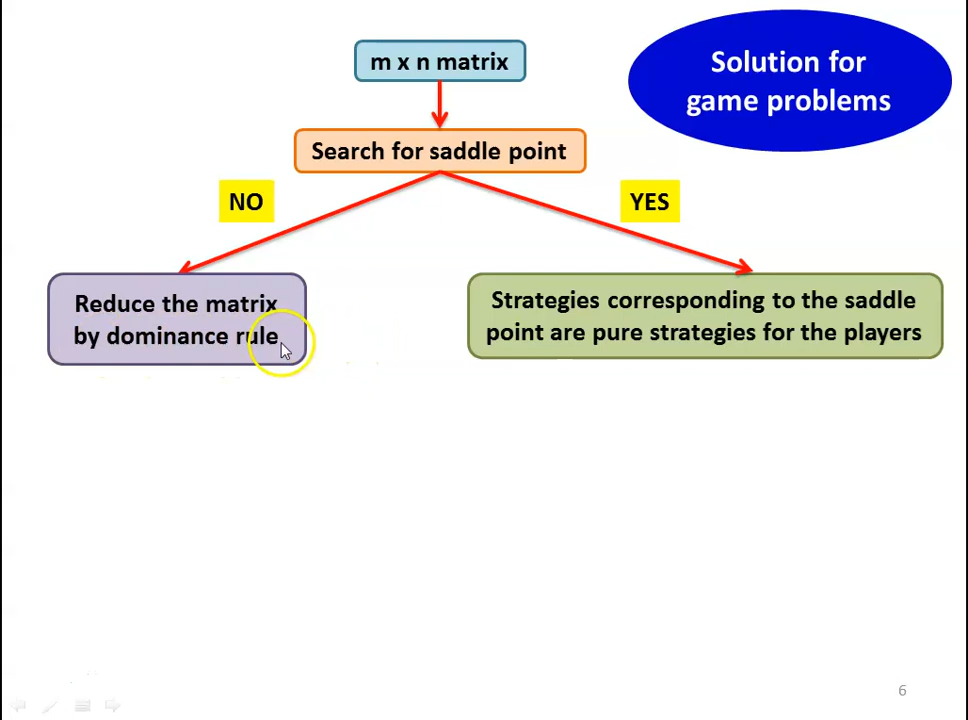 m x n matrix
Solution for
game problems
Search for saddle point
NO
YES
Reduce the matrix
by dominance rule
Strategies corresponding to the saddle
point are pure strategies for the players
6